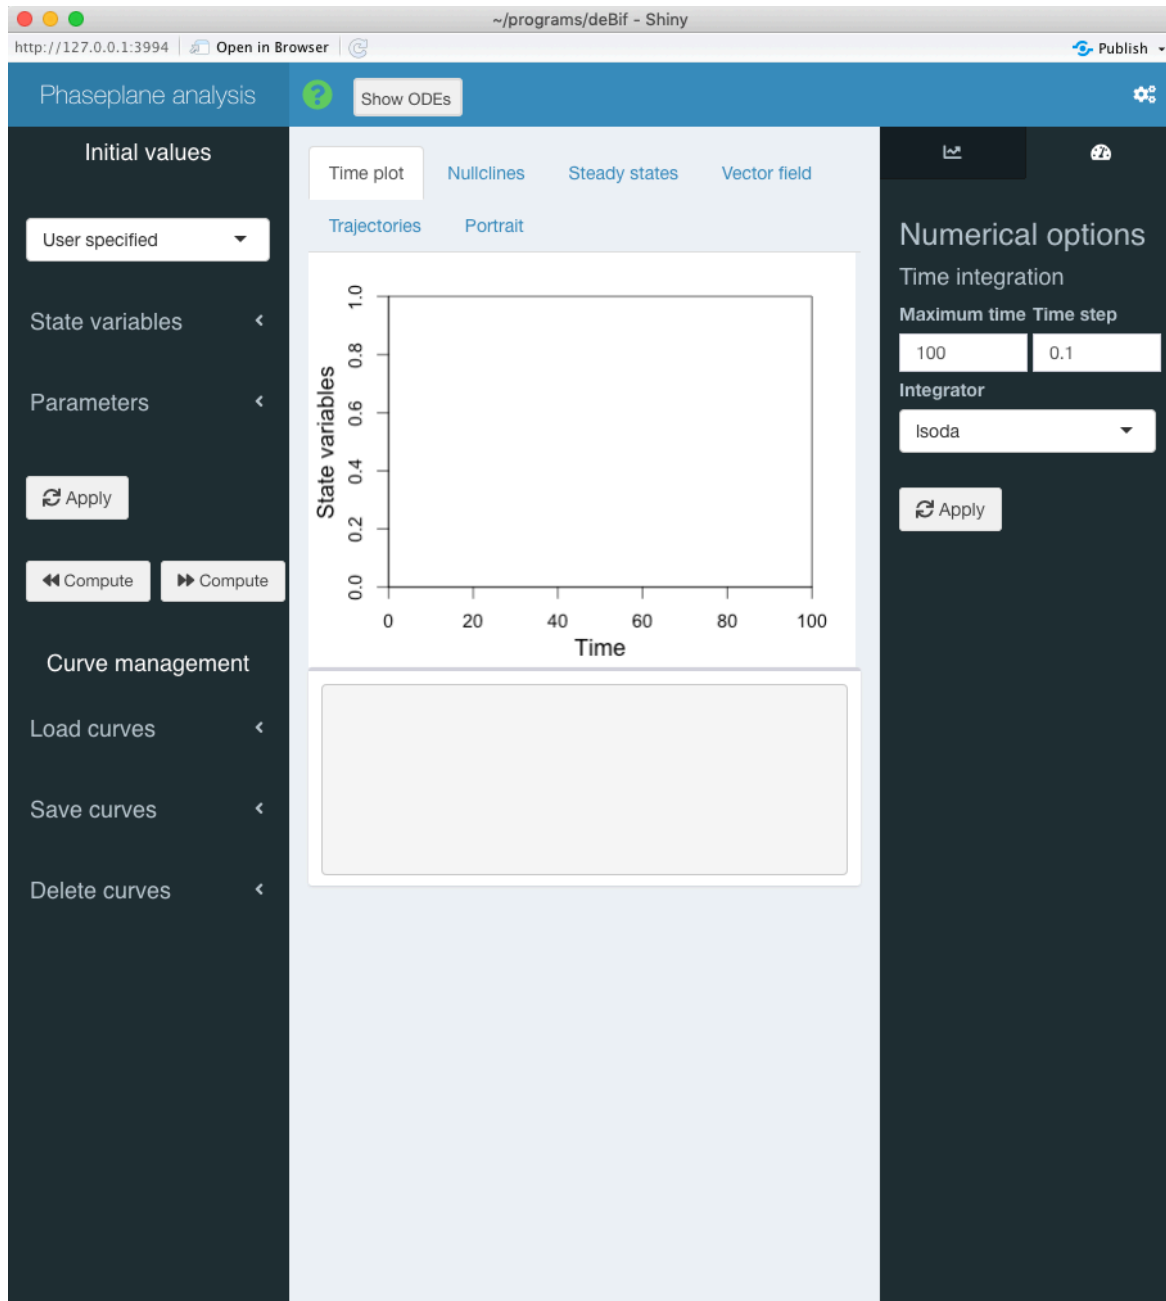 ~/programs/deBif - Shiny
http://127.0.0.1:3994 Open in Browser Publish
Phaseplane analysis
? Show ODEs
Initial values
User specified
State variables
Parameters
Apply
Compute Compute
Curve management
Load curves
Save curves
Delete curves
Time plot Nullclines Steady states Vector field
Trajectories Portrait
State variables
1.0
0.8
0.6
0.4
0.2
0.0
0 20 40 60 80 100
Time
Numerical options
Time integration
Maximum time Time step
100 0.1
Integrator
lsoda
Apply